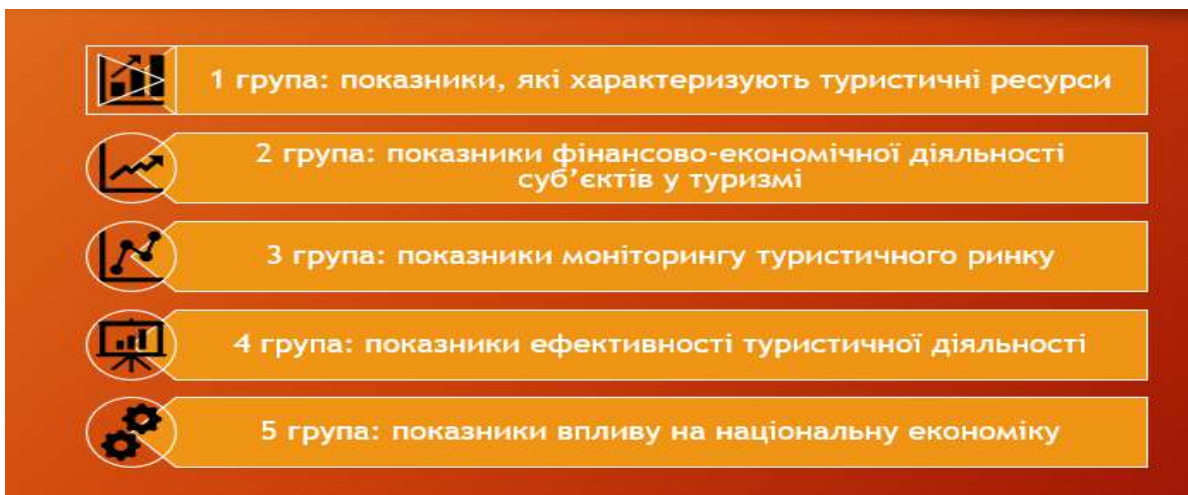 1 група: показники, які характеризують туристичні ресурси
2 група: показники фінансово-економічної діяльності
суб’єктів у туризмі
3 група: показники моніторингу туристичного ринку
4 група: показники ефективності туристичної діяльності
5 група: показники впливу на національну економіку